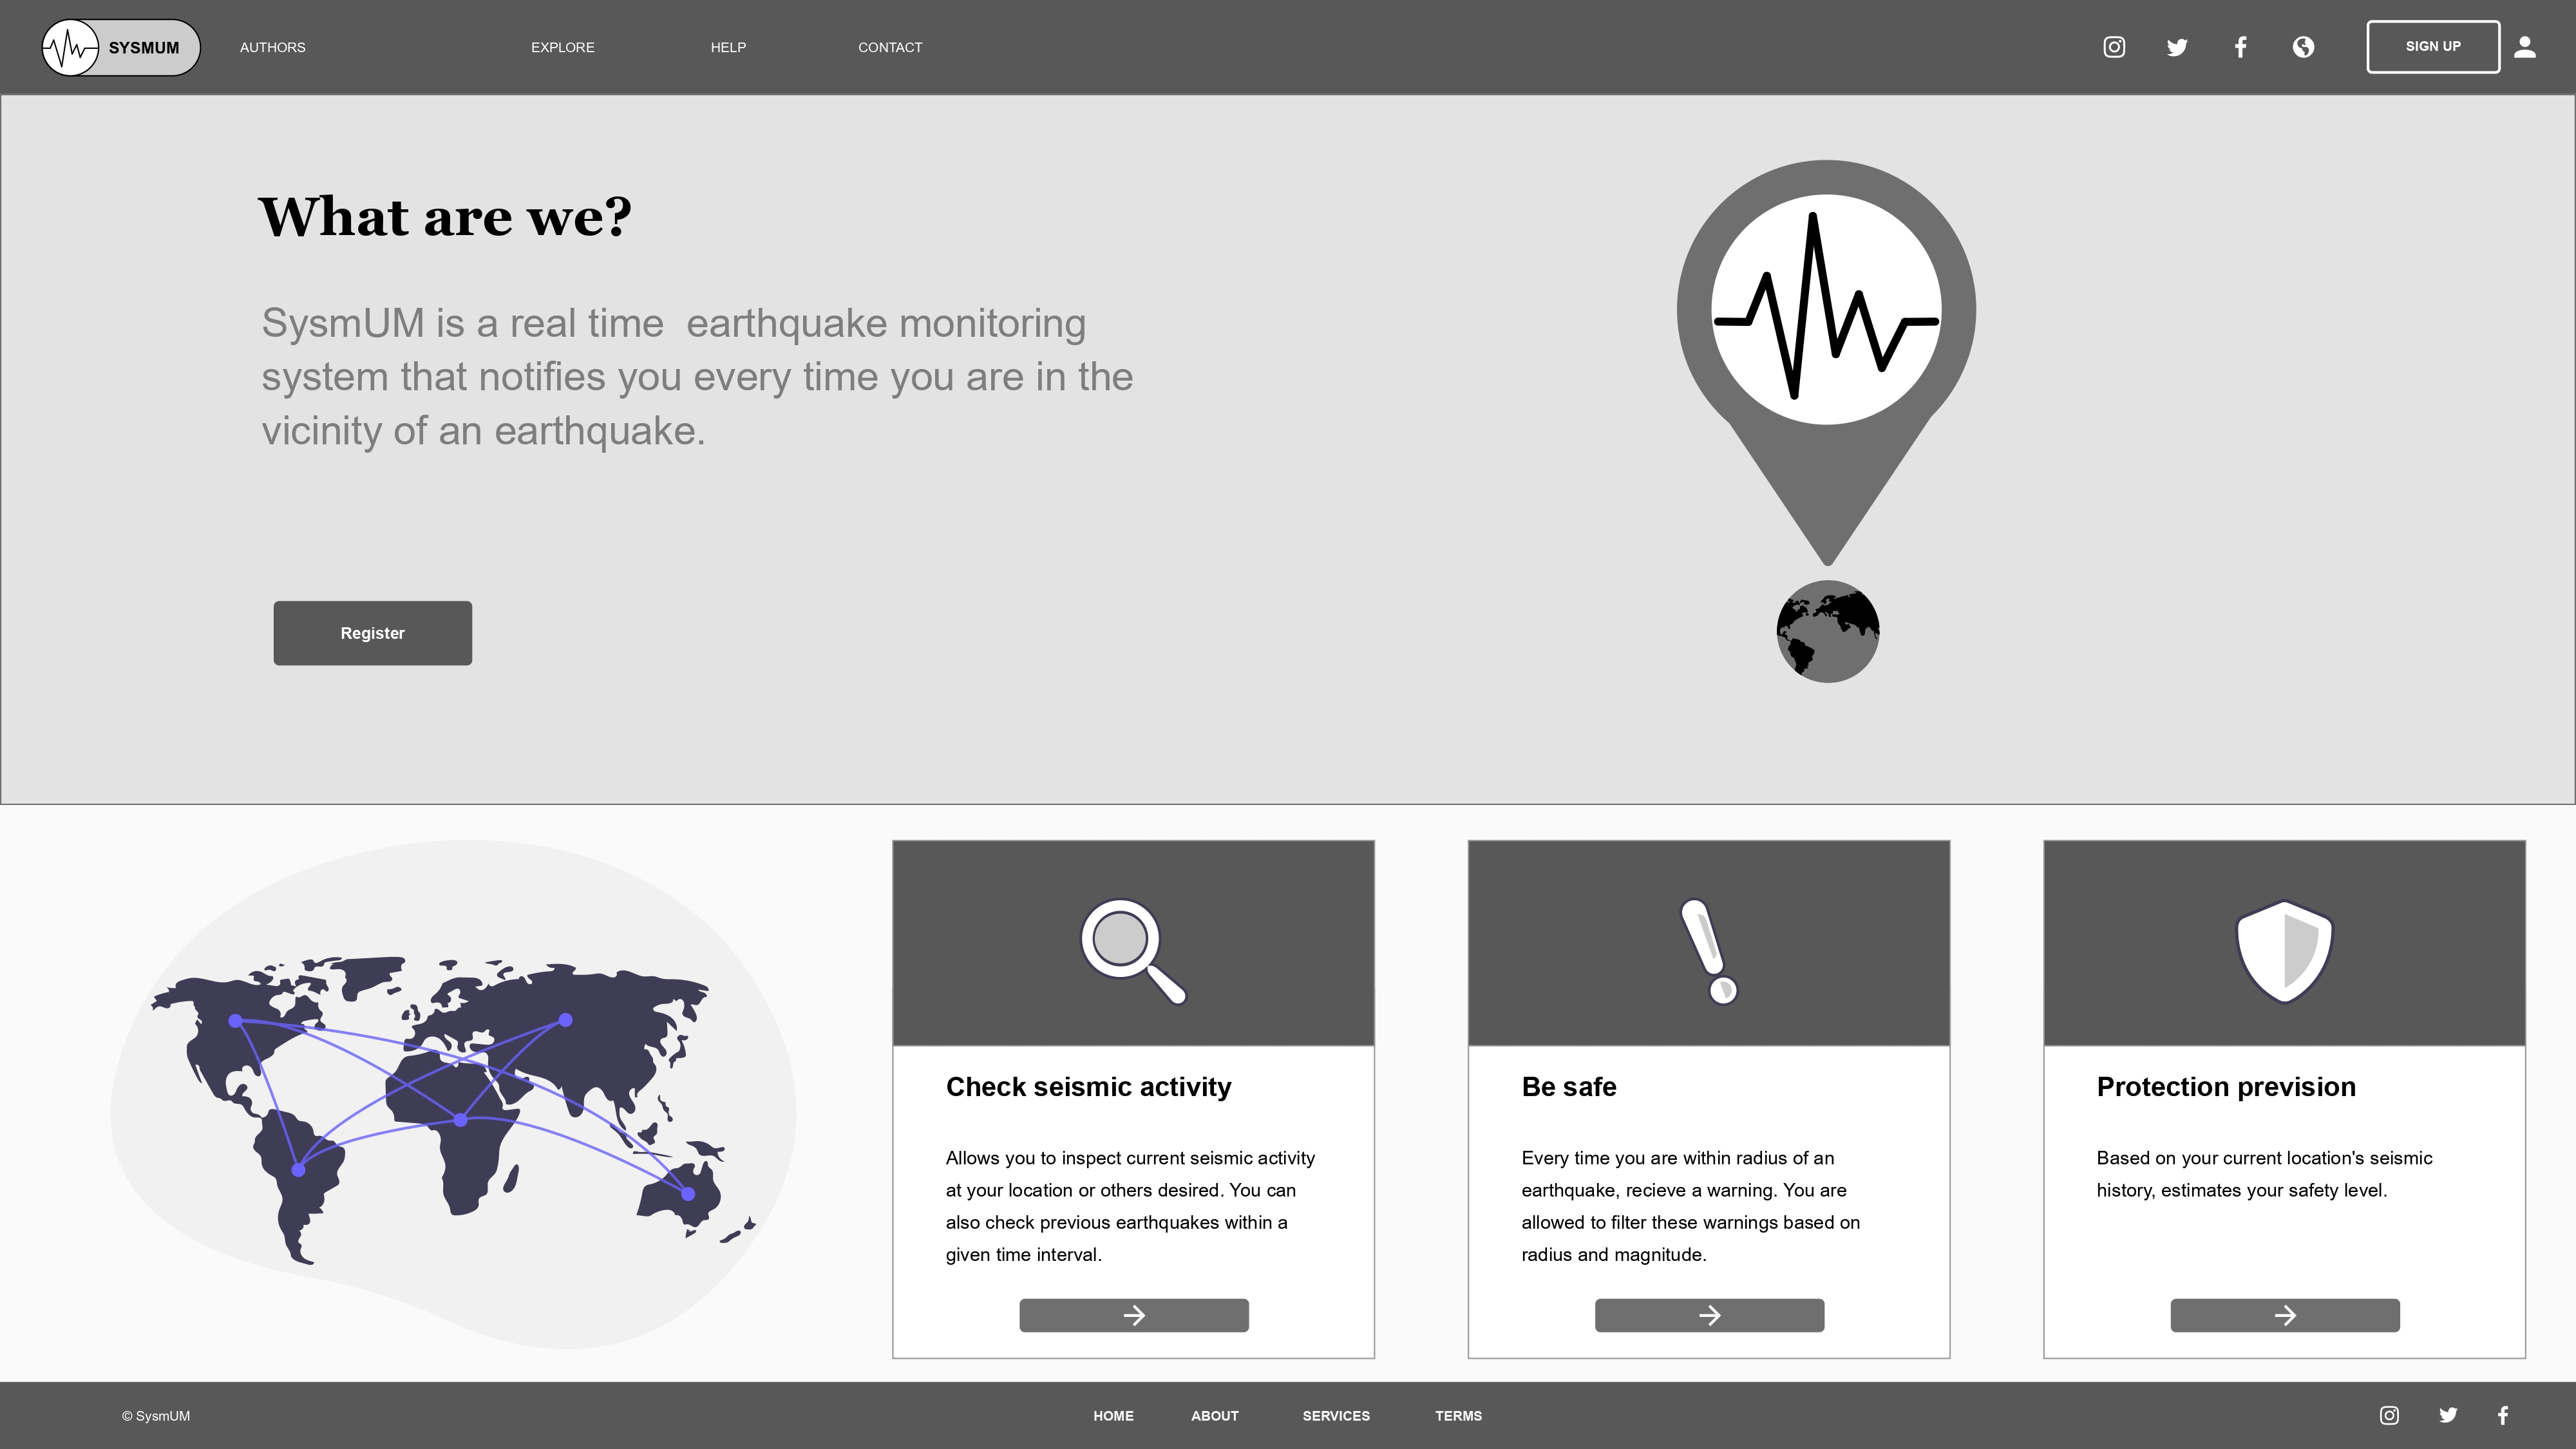 SYSMUM
AUTHORS
EXPLORE
HELP
CONTACT
SIGN UP
What are we?
SysmUM is a real time  earthquake monitoring
system that notifies you every time you are in the
vicinity of an earthquake.
Register
Check seismic activity
Allows you to inspect current seismic activity
at your location or others desired. You can
also check previous earthquakes within a
given time interval.
Be safe
Every time you are within radius of an
earthquake, recieve a warning. You are
allowed to filter these warnings based on
radius and magnitude.
Protection prevision
Based on your current location's seismic
history, estimates your safety level.
© SysmUM
HOME
ABOUT
SERVICES
TERMS